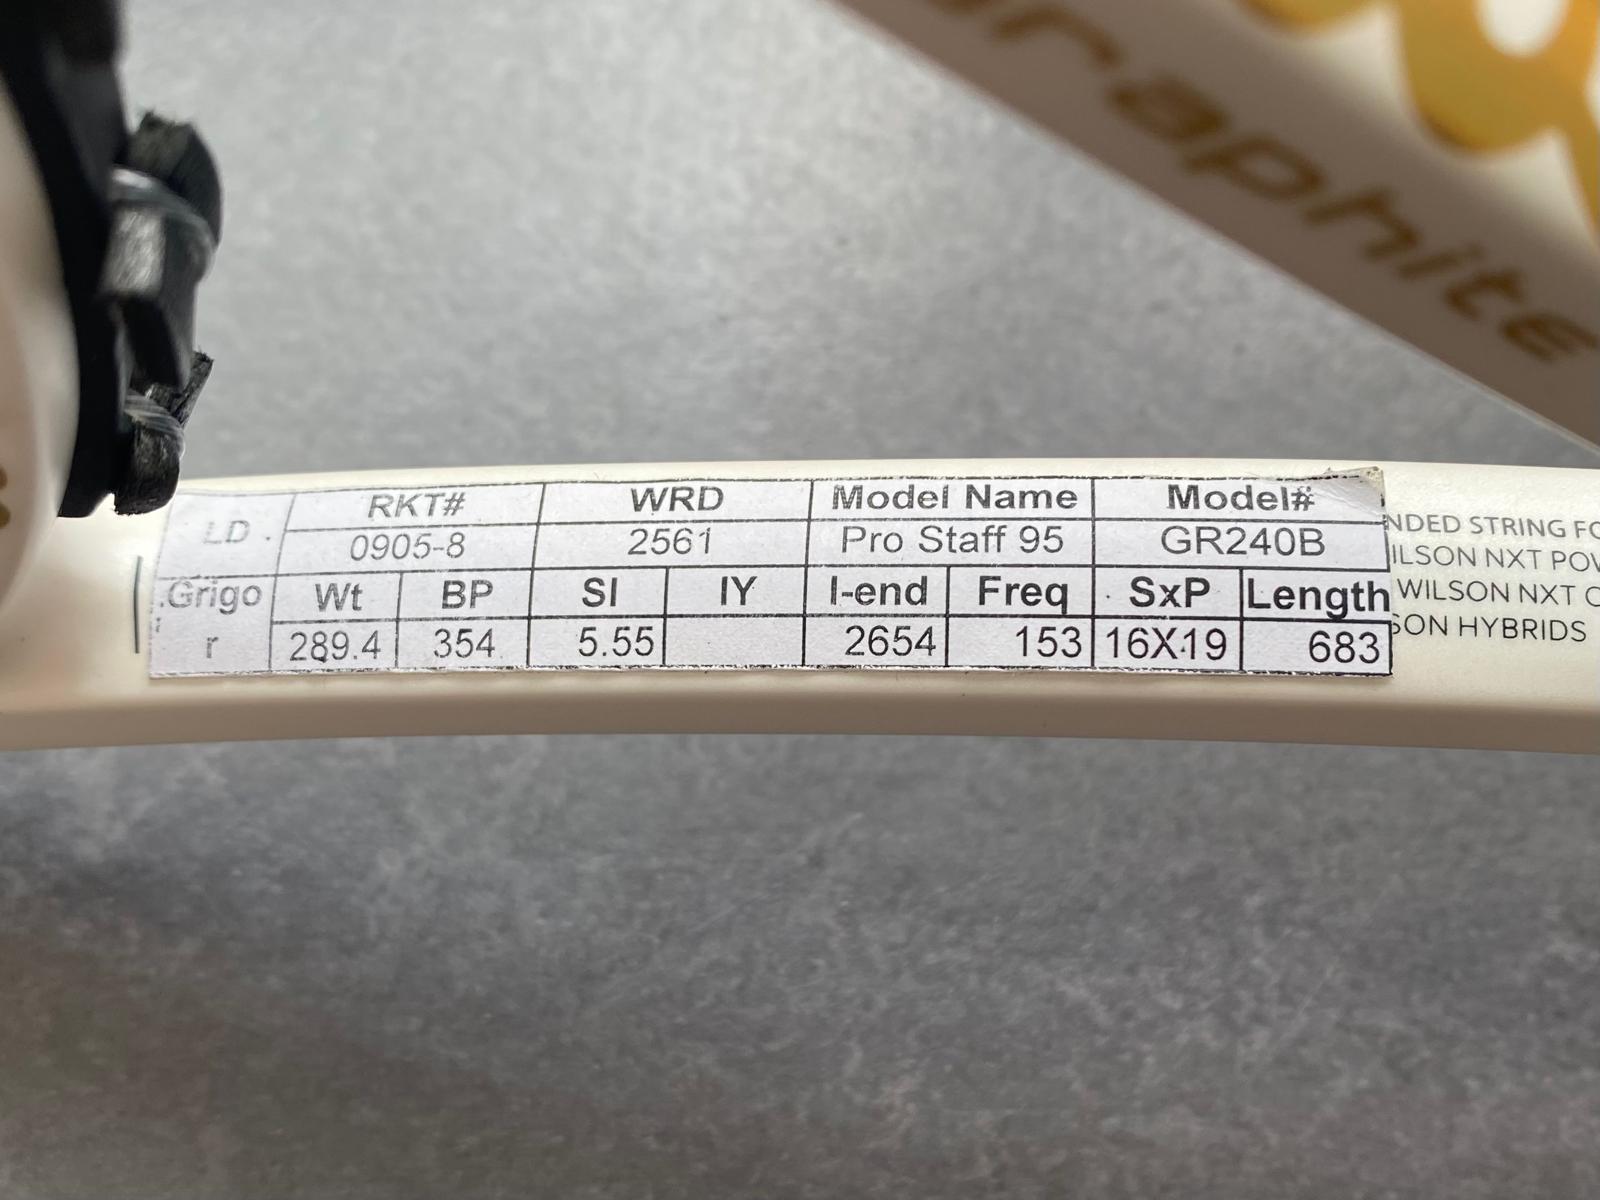 graphite
LD. RKT# WRD Model Name Model#
0905-8 2561 Pro Staff 95 GR240B
Grigo Wt BP SI IY I-end Freq SxP Length
r 289.4 354 5.55 2654 153 16X19 683
NDED STRING FO
ILSON NXT POW
WILSON NXT
SON HYBRIDS